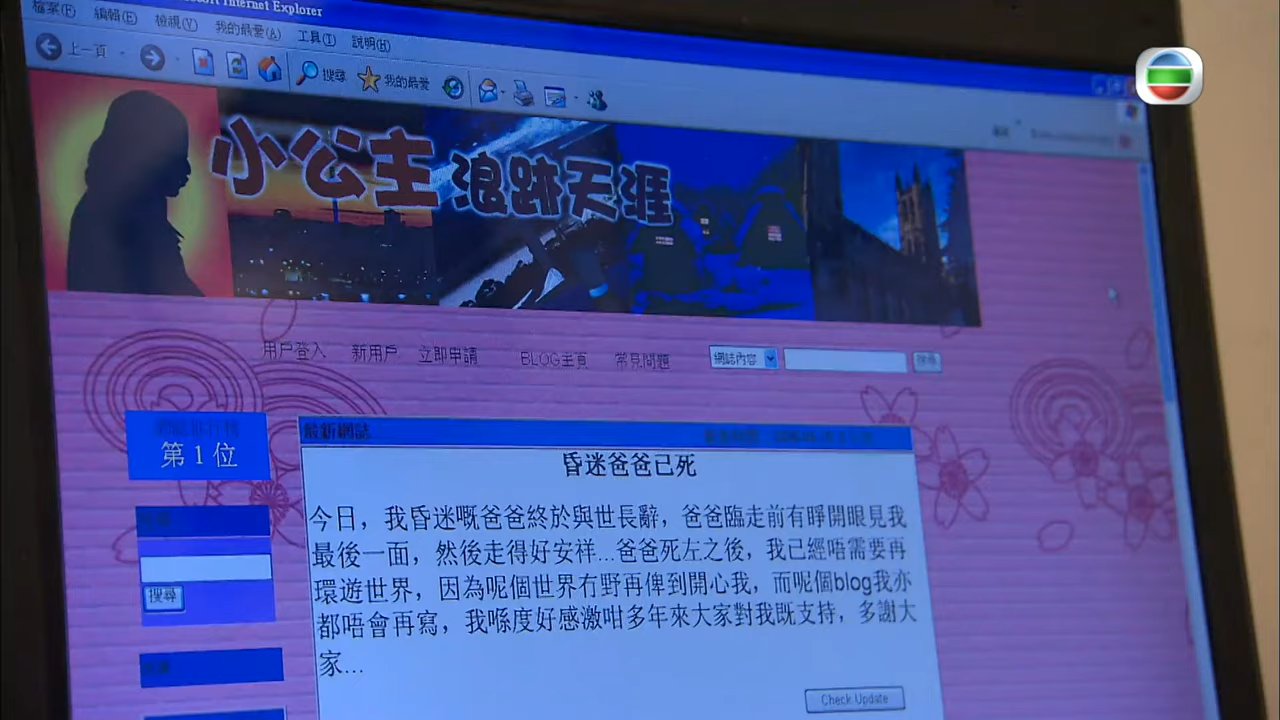 Internet Explorer
檔案(F) 編輯(E) 檢視(V) 我的最愛(A) 工具(T) 說明(H)
上一頁 搜尋 我的最愛
小公主 浪跡天涯
用戶登入 新用戶 立即申請 BLOG主頁 常見問題 網誌內容 搜尋
第 1 位
最新網誌
昏迷爸爸已死
今日，我昏迷嘅爸爸終於與世長辭，爸爸臨走前有睜開眼見我
最後一面，然後走得好安祥...爸爸死左之後，我已經唔需要再
環遊世界，因為呢個世界冇野再俾到開心我，而呢個blog我亦
都唔會再寫，我喺度好感激咁多年來大家對我既支持，多謝大
家...
搜尋
Check Update